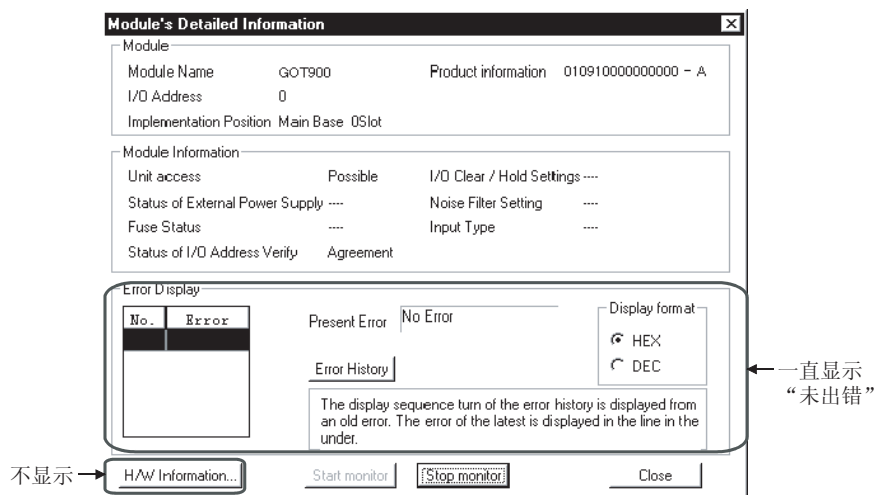 Module's Detailed Information
Module
Module Name GOT900 Product information 010910000000000 - A
I/O Address 0
Implementation Position Main Base 0Slot
Module Information
Unit access Possible I/O Clear / Hold Settings ----
Status of External Power Supply ---- Noise Filter Setting ----
Fuse Status ---- Input Type ----
Status of I/O Address Verify Agreement
Error Display
No. Error
Present Error No Error
Display format
HEX
DEC
Error History
The display sequence turn of the error history is displayed from
an old error. The error of the latest is displayed in the line in the
under.
一直显示
“未出错”
不显示
H/W Information... Start monitor Stop monitor Close